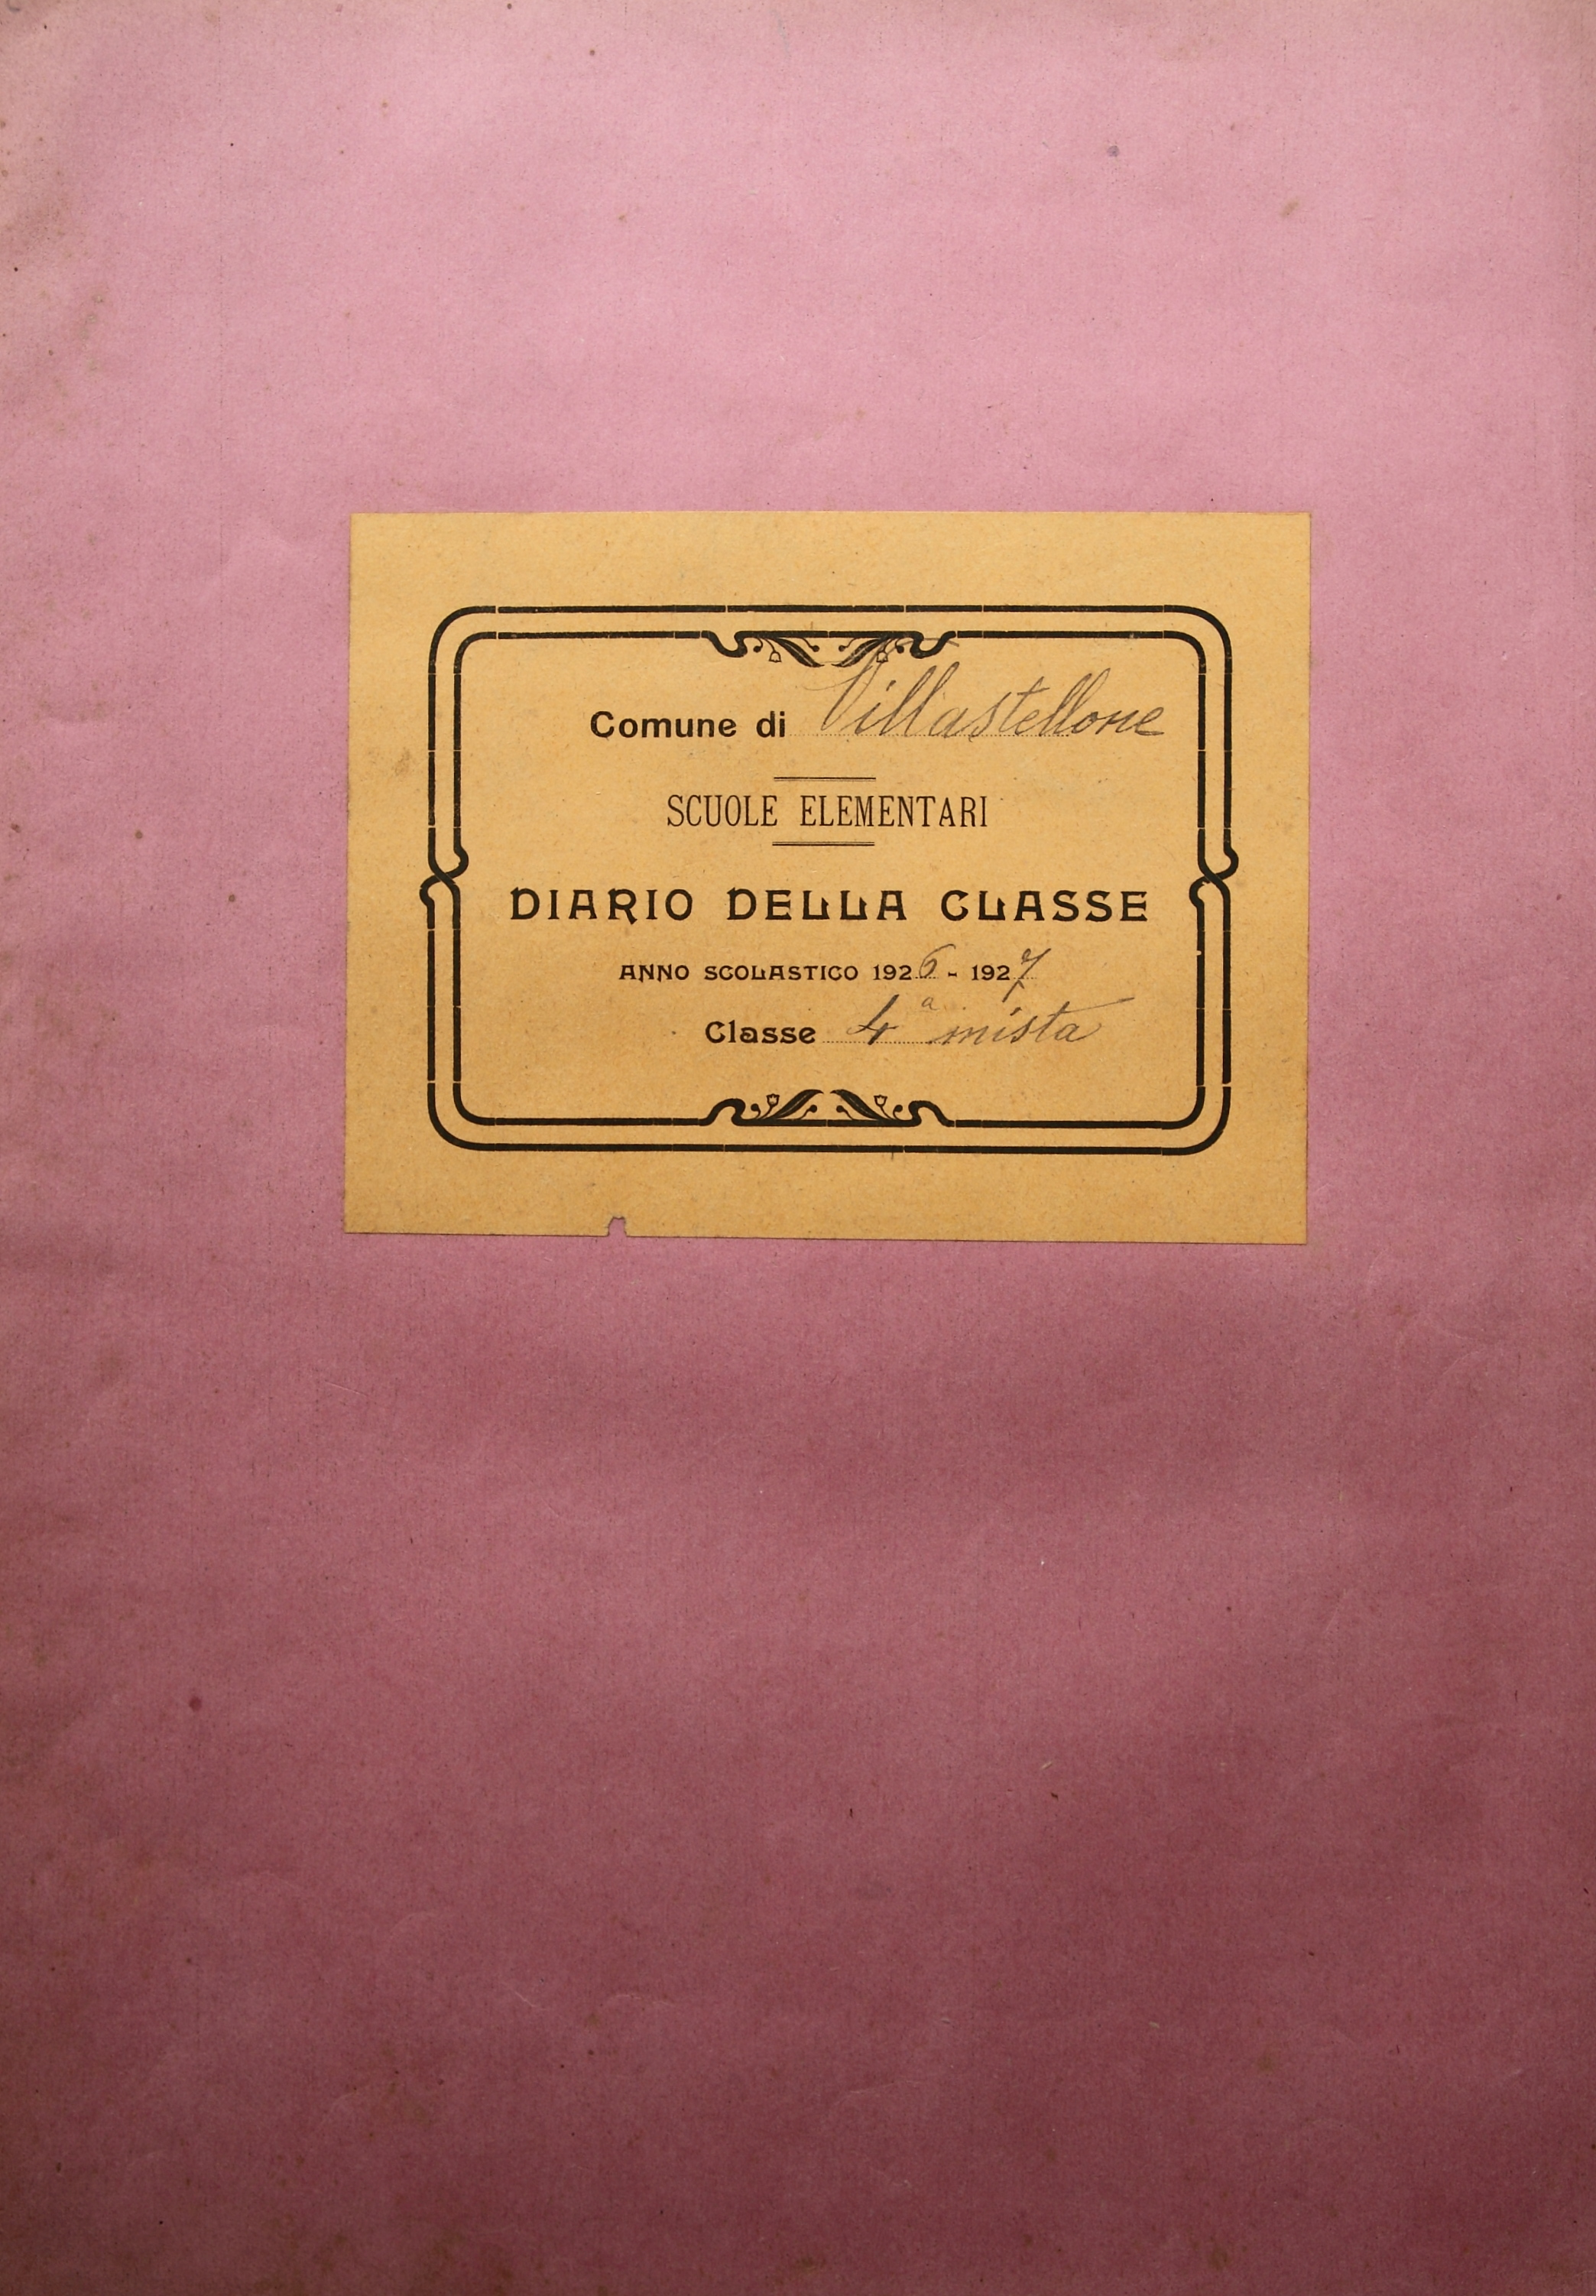 Comune di Villastellone
SCUOLE ELEMENTARI
DIARIO DELLA CLASSE
ANNO SCOLASTICO 1926 - 1927
Classe 4ª mista